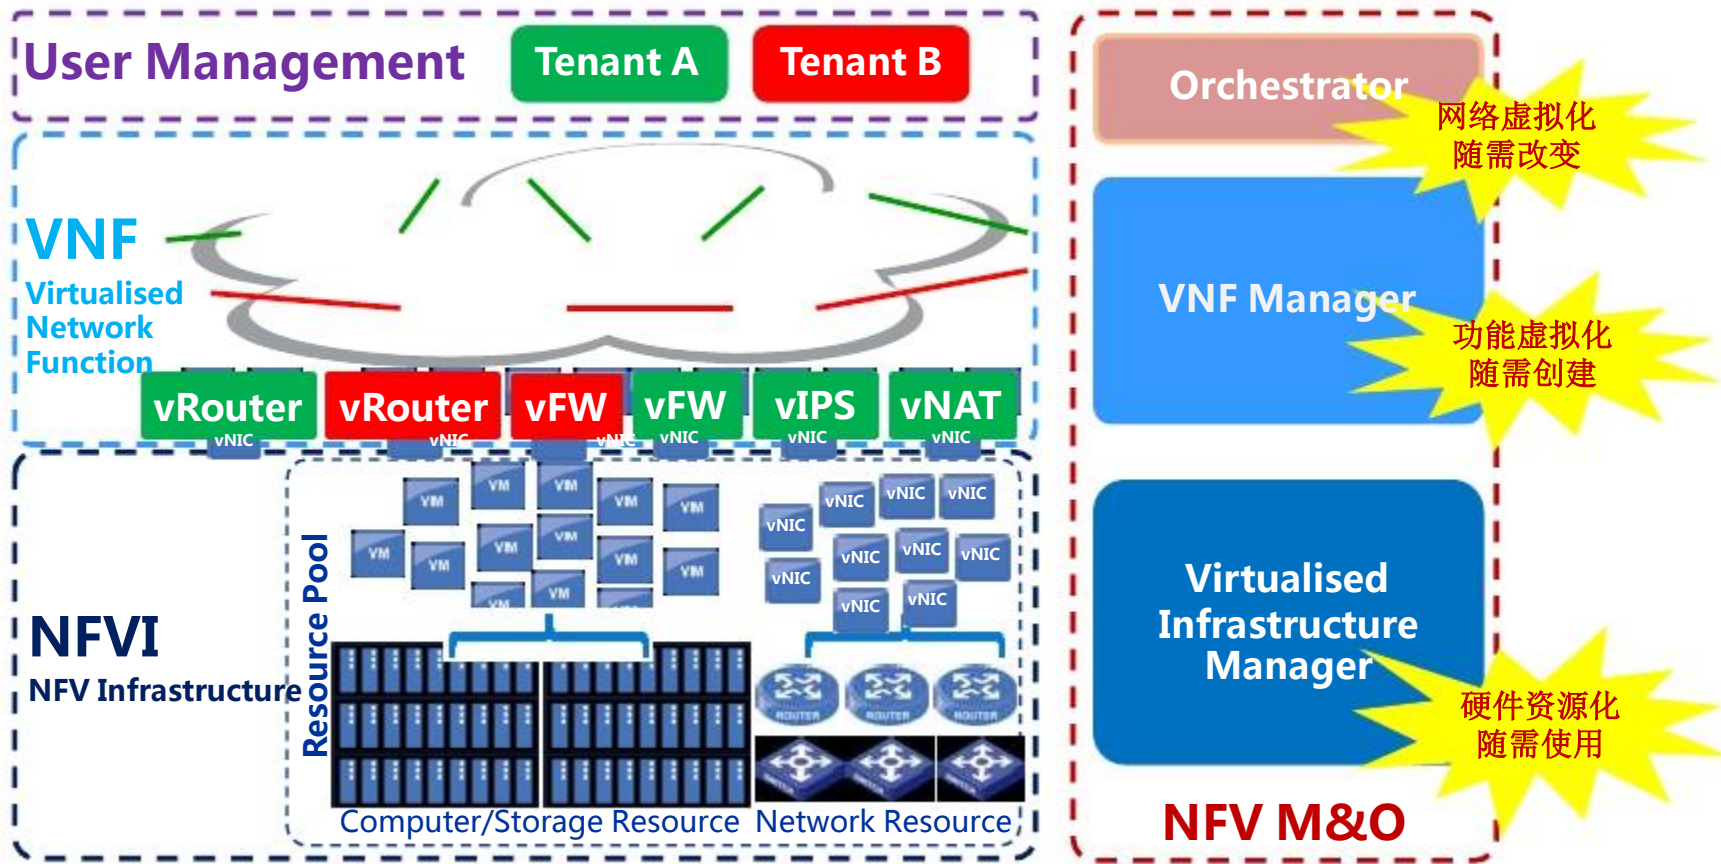 User Management
Tenant A
Tenant B
VNF
Virtualised
Network
Function
vRouter
vRouter
vFW
vFW
vIPS
vNAT
vNIC
vNIC
vNIC
vNIC
vNIC
vNIC
NFVI
NFV Infrastructure
Resource Pool
VM
VM
VM
VM
VM
VM
VM
VM
VM
VM
VM
VM
VM
VM
vNIC
vNIC
vNIC
vNIC
vNIC
vNIC
vNIC
vNIC
vNIC
vNIC
ROUTER
ROUTER
ROUTER
Computer/Storage Resource
Network Resource
Orchestrator
网络虚拟化
随需改变
VNF Manager
功能虚拟化
随需创建
Virtualised
Infrastructure
Manager
硬件资源化
随需使用
NFV M&O